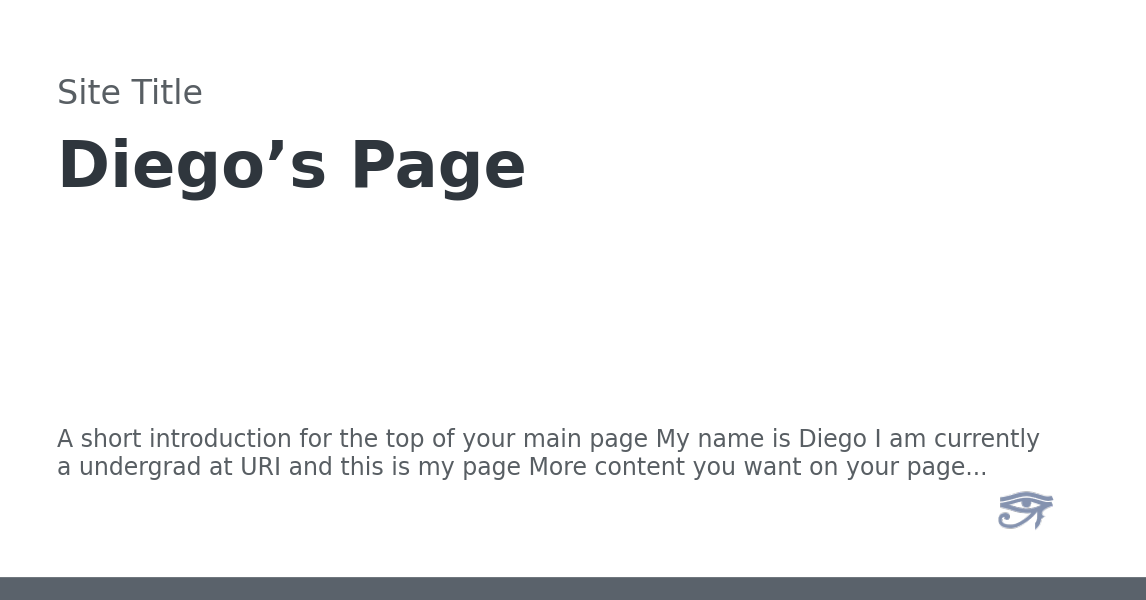 Site Title
Diego’s Page
A short introduction for the top of your main page My name is Diego I am currently
a undergrad at URI and this is my page More content you want on your page...